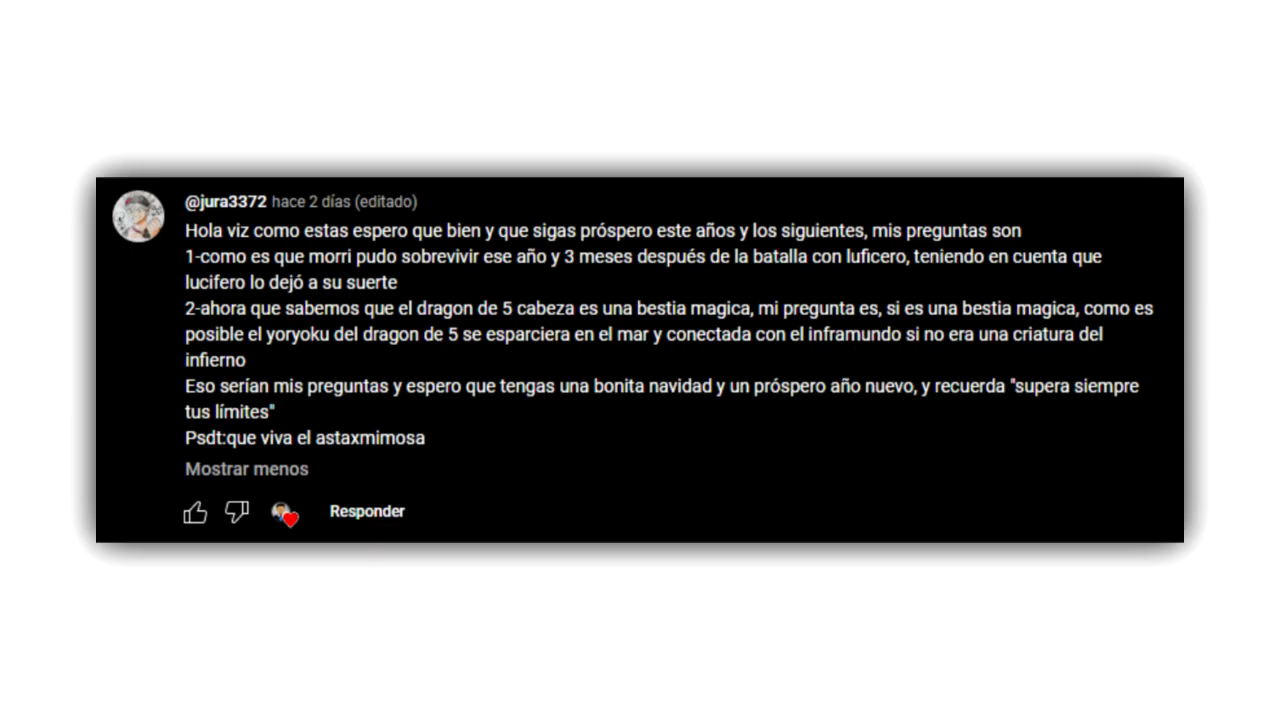 @jura3372 hace 2 días (editado)
Hola viz como estas espero que bien y que sigas próspero este años y los siguientes, mis preguntas son
1-como es que morri pudo sobrevivir ese año y 3 meses después de la batalla con luficero, teniendo en cuenta que
lucifero lo dejó a su suerte
2-ahora que sabemos que el dragon de 5 cabeza es una bestia magica, mi pregunta es, si es una bestia magica, como es
posible el yoryoku del dragon de 5 se esparciera en el mar y conectada con el inframundo si no era una criatura del
infierno
Eso serían mis preguntas y espero que tengas una bonita navidad y un próspero año nuevo, y recuerda "supera siempre
tus límites"
Psdt:que viva el astaxmimosa
Mostrar menos
Responder